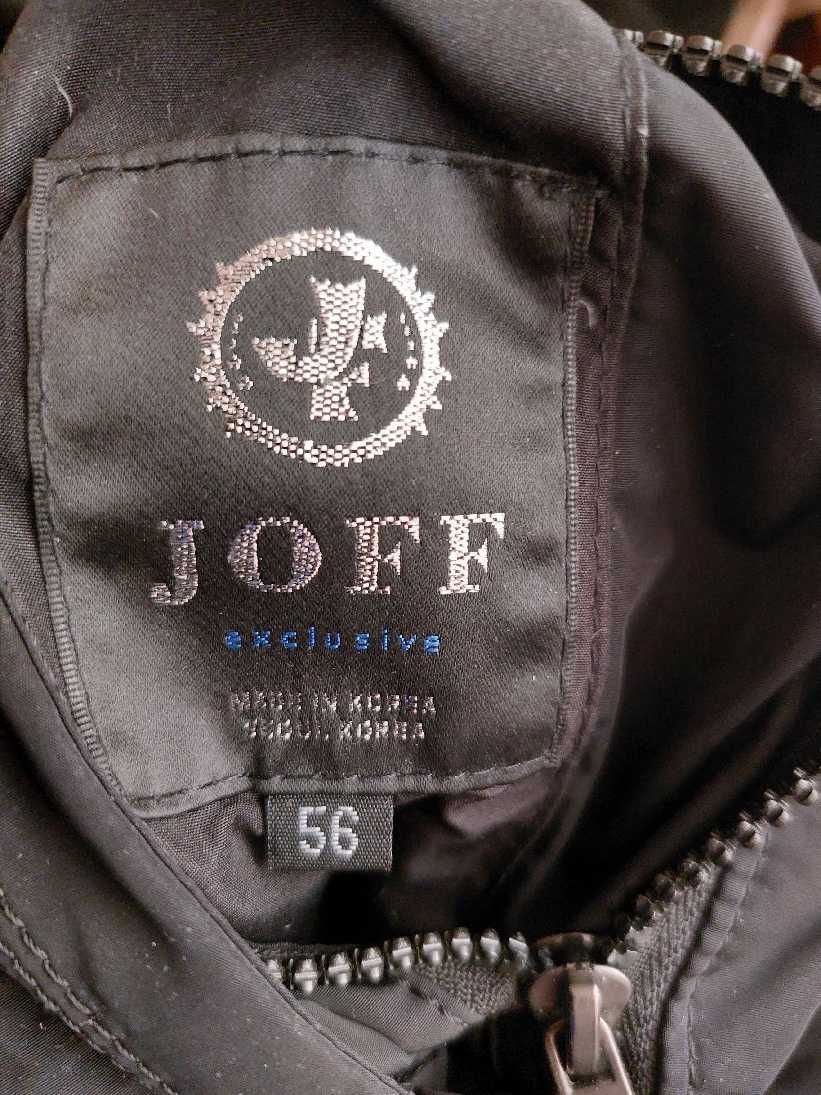 JOFF
exclusive
MADE IN KOREA
SEOUL KOREA
56